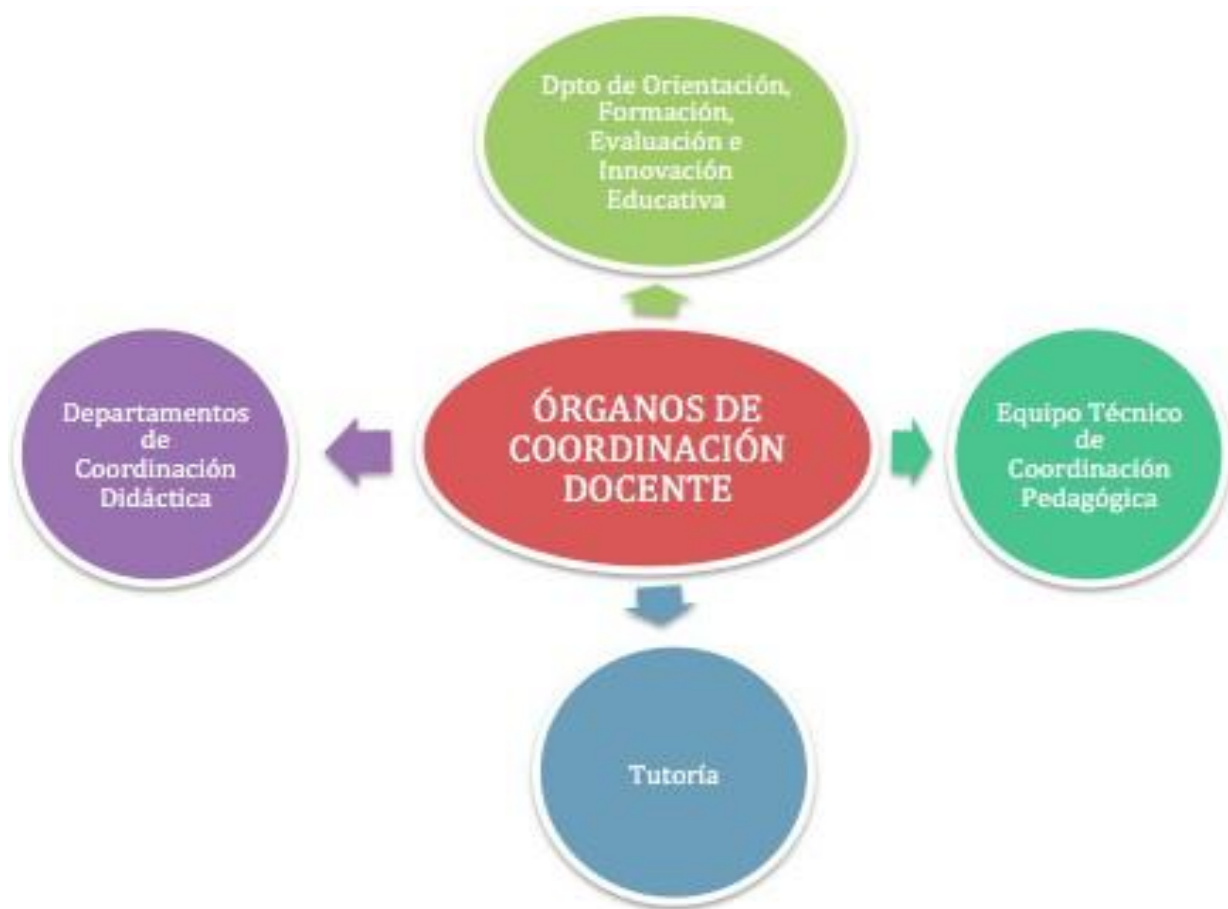 Dpto de Orientación,
Formación,
Evaluación e
Innovación
Educativa
Departamentos
de
Coordinación
Didáctica
ÓRGANOS DE
COORDINACIÓN
DOCENTE
Equipo Técnico
de
Coordinación
Pedagógica
Tutoría